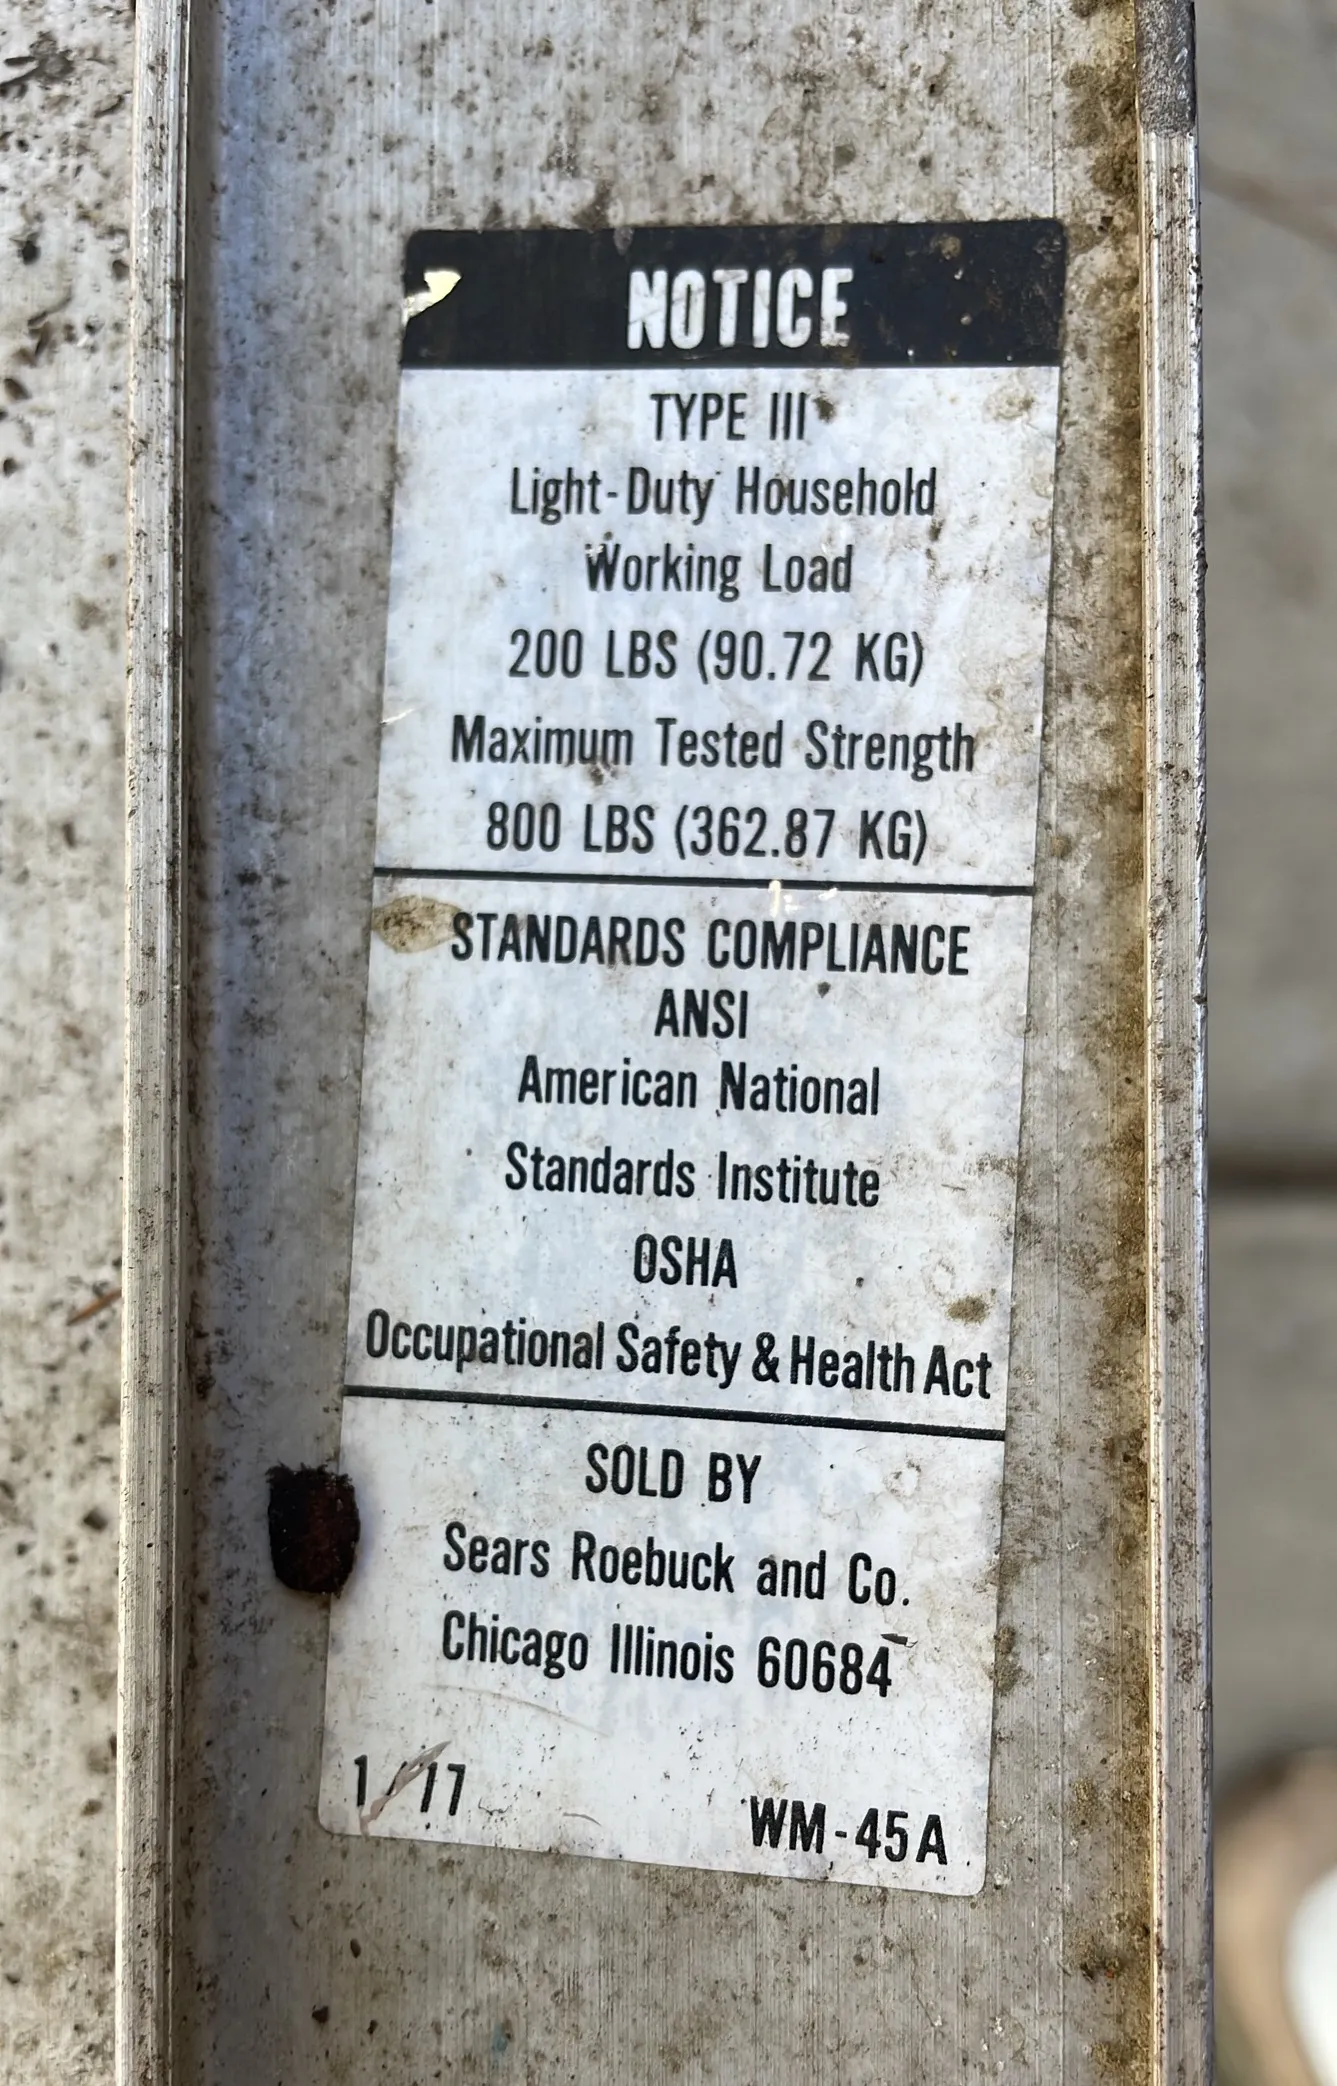 NOTICE
TYPE III
Light-Duty Household
Working Load
200 LBS (90.72 KG)
Maximum Tested Strength
800 LBS (362.87 KG)
STANDARDS COMPLIANCE
ANSI
American National
Standards Institute
OSHA
Occupational Safety & Health Act
SOLD BY
Sears Roebuck and Co.
Chicago Illinois 60684
1/77
WM-45A